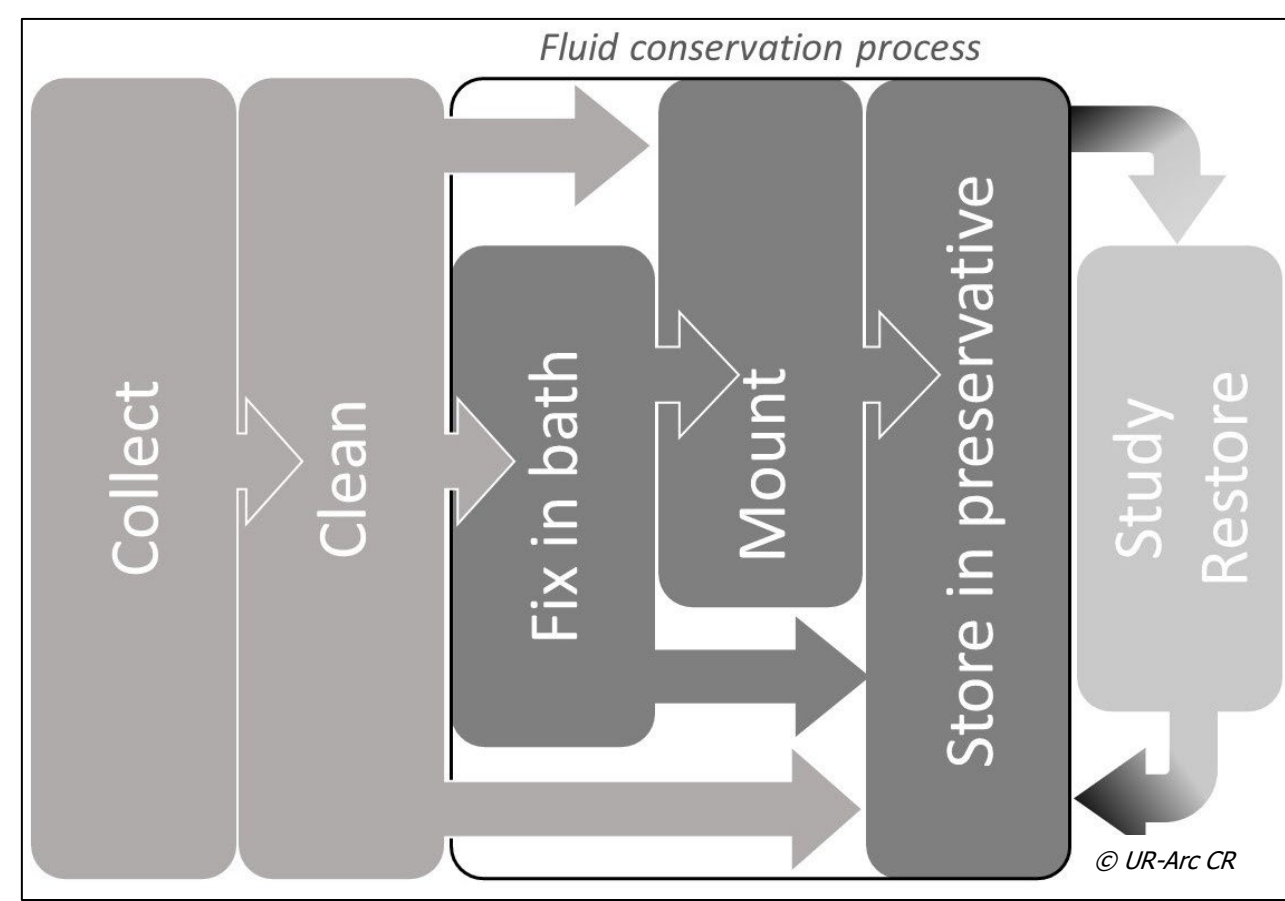 Fluid conservation process
Collect
Clean
Fix in bath
Mount
Store in preservative
Study
Restore
© UR-Arc CR